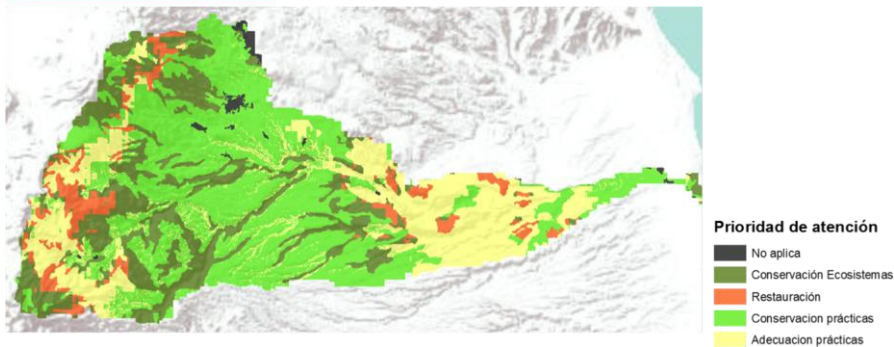 Prioridad de atención
No aplica
Conservación Ecosistemas
Restauración
Conservacion prácticas
Adecuacion prácticas